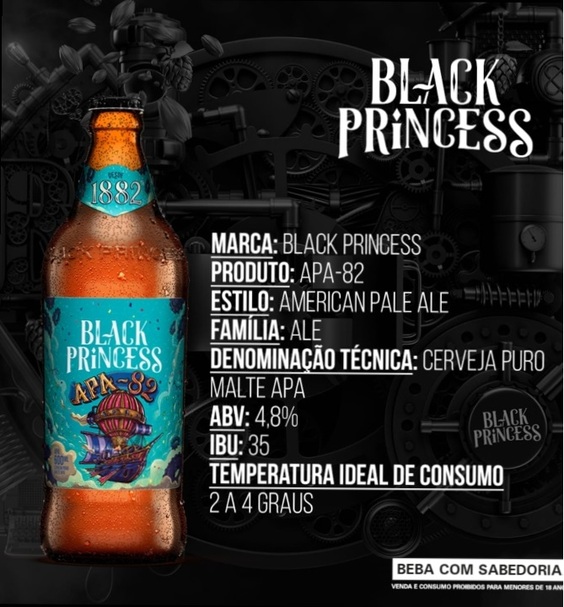 BLACK
PRINCESS
DESDE
1882
BLACK PRINCESS
MARCA: BLACK PRINCESS
PRODUTO: APA-82
ESTILO: AMERICAN PALE ALE
FAMÍLIA: ALE
DENOMINAÇÃO TÉCNICA: CERVEJA PURO
MALTE APA
ABV: 4,8%
IBU: 35
TEMPERATURA IDEAL DE CONSUMO
2 A 4 GRAUS
BLACK
PRINCESS
APA-82
BLACK
PRINCESS
BEBA COM SABEDORIA
VENDA E CONSUMO PROIBIDOS PARA MENORES DE 18